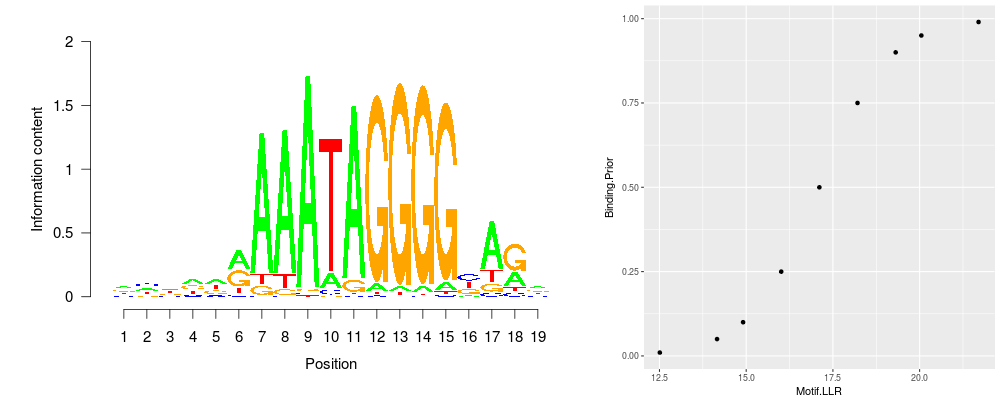 2
1.5
1
0.5
0
Information content
1 2 3 4 5 6 7 8 9 10 11 12 13 14 15 16 17 18 19
Position
A G A T G A T G A T A A G G G G G A T G G A
1.00
0.75
0.50
0.25
0.00
Binding.Prior
12.5 15.0 17.5 20.0
Motif.LLR